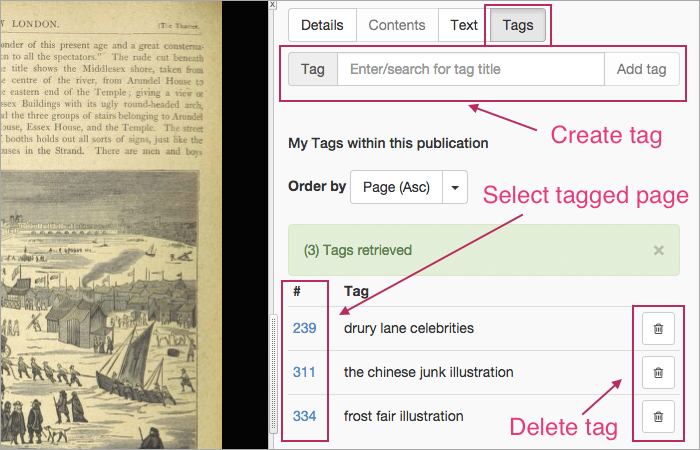 W LONDON. (The Thames.
nder of this present age and a great consterna-
n to all the spectators." The rude cut beneath
title shows the Middlesex shore, taken from
e centre of the river, from Arundel House to
e eastern end of the Temple; giving a view of
ssex Buildings with its ugly round-headed arch,
d the three groups of stairs belonging to Arundel
ouse, Essex House, and the Temple. The street
booths holds out all sorts of signs, just like the
uses in the Strand. There are men and boys
x
Details Contents Text Tags
Tag Enter/search for tag title Add tag
Create tag
My Tags within this publication
Order by Page (Asc)
Select tagged page
(3) Tags retrieved ×
# Tag
239 drury lane celebrities
311 the chinese junk illustration
334 frost fair illustration
Delete tag